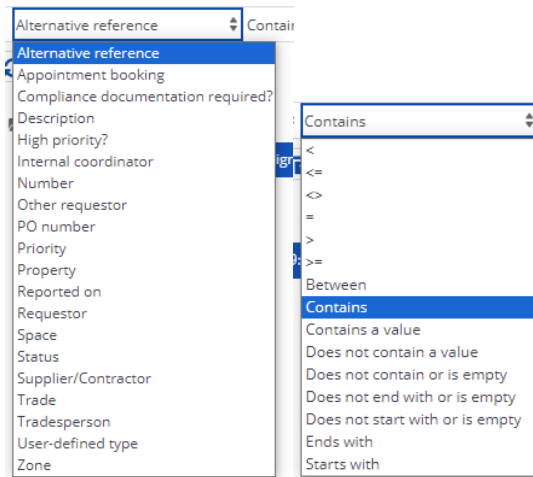 Alternative reference
Contain
Alternative reference
Appointment booking
Compliance documentation required?
Description
High priority?
Internal coordinator
Number
Other requestor
PO number
Priority
Property
Reported on
Requestor
Space
Status
Supplier/Contractor
Trade
Tradesperson
User-defined type
Zone
Contains
<
<=
<>
=
>
>=
Between
Contains
Contains a value
Does not contain a value
Does not contain or is empty
Does not end with or is empty
Does not start with or is empty
Ends with
Starts with